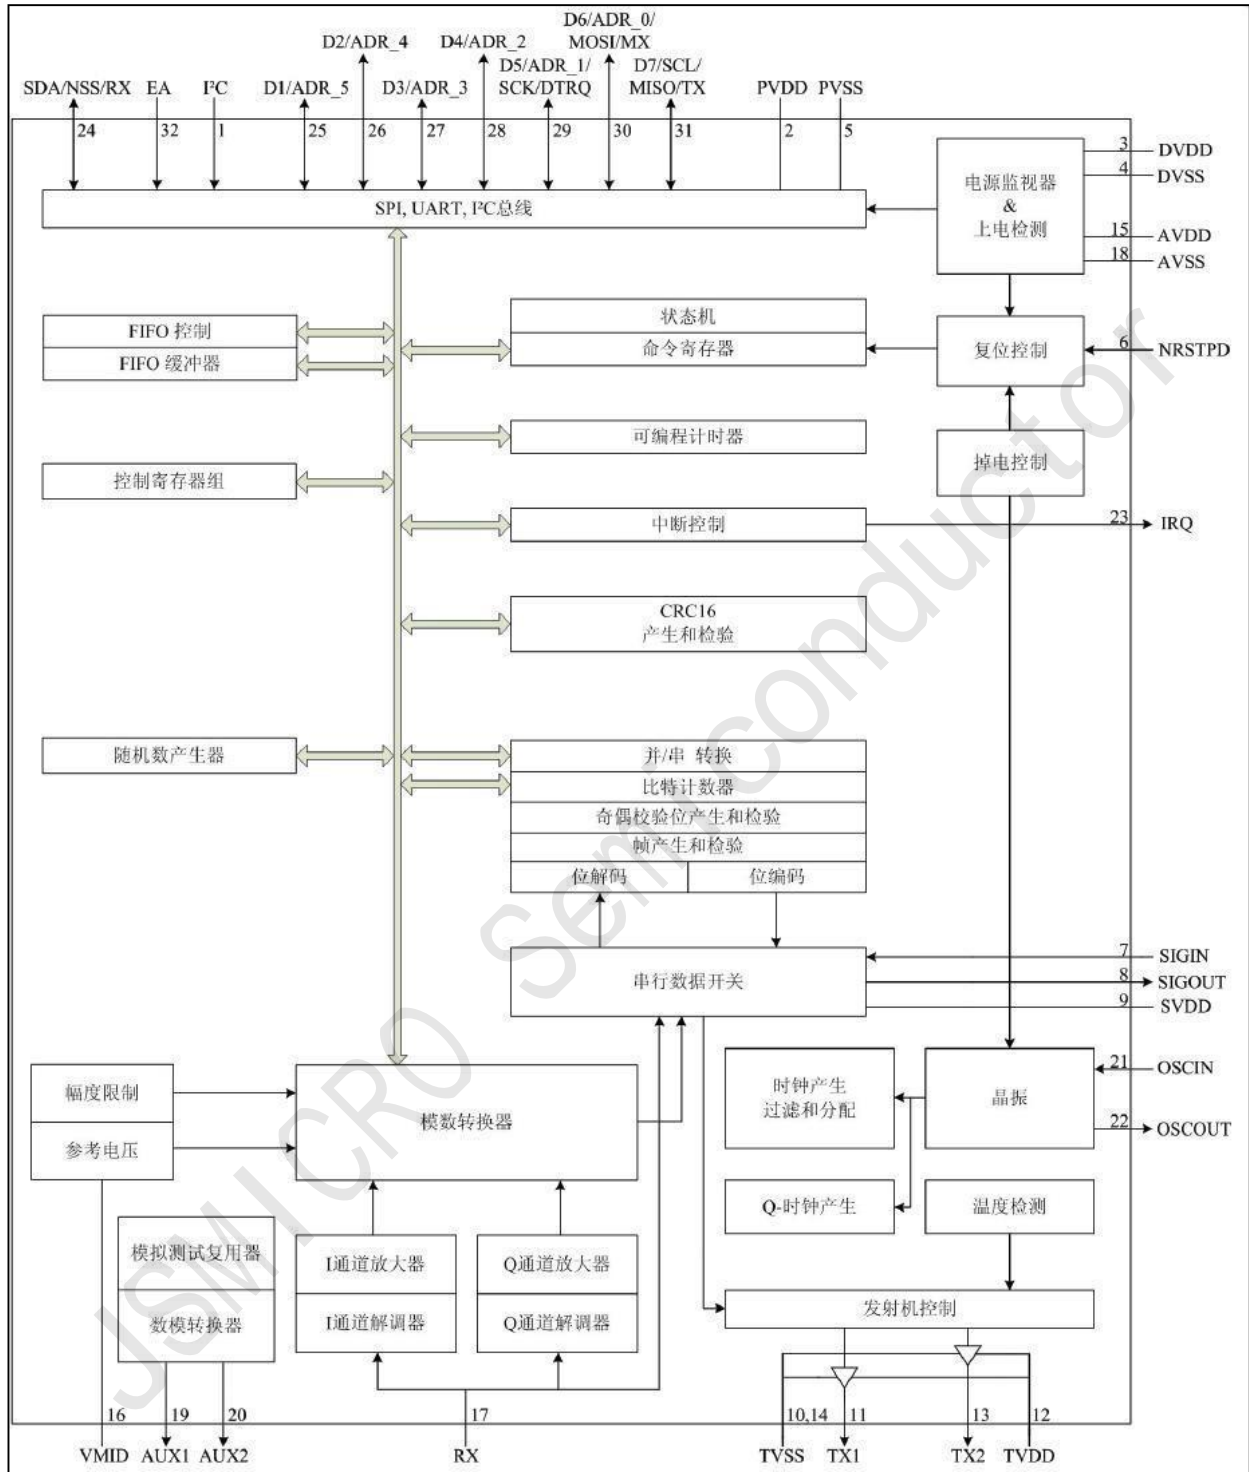 D6/ADR_0/
D2/ADR_4 D4/ADR_2 MOSI/MX
D5/ADR_1/ D7/SCL/
SDA/NSS/RX EA I²C D1/ADR_5 D3/ADR_3 SCK/DTRQ MISO/TX PVDD PVSS
24 32 1 25 26 27 28 29 30 31 2 5
3 DVDD
4 DVSS
电源监视器
&
上电检测
SPI, UART, I²C总线
15 AVDD
18 AVSS
FIFO 控制
FIFO 缓冲器
状态机
命令寄存器
复位控制
6 NRSTPD
可编程计时器
掉电控制
控制寄存器组
中断控制
23 IRQ
CRC16
产生和检验
随机数产生器
并/串 转换
比特计数器
奇偶校验位产生和检验
帧产生和检验
位解码 位编码
串行数据开关
7 SIGIN
8 SIGOUT
9 SVDD
幅度限制
参考电压
模数转换器
时钟产生
过滤和分配
晶振
21 OSCIN
22 OSCOUT
Q-时钟产生
温度检测
模拟测试复用器
数模转换器
I通道放大器
I通道解调器
Q通道放大器
Q通道解调器
发射机控制
16 19 20 17 10,14 11 13 12
VMID AUX1 AUX2 RX TVSS TX1 TX2 TVDD
JSMICRO Semiconductor